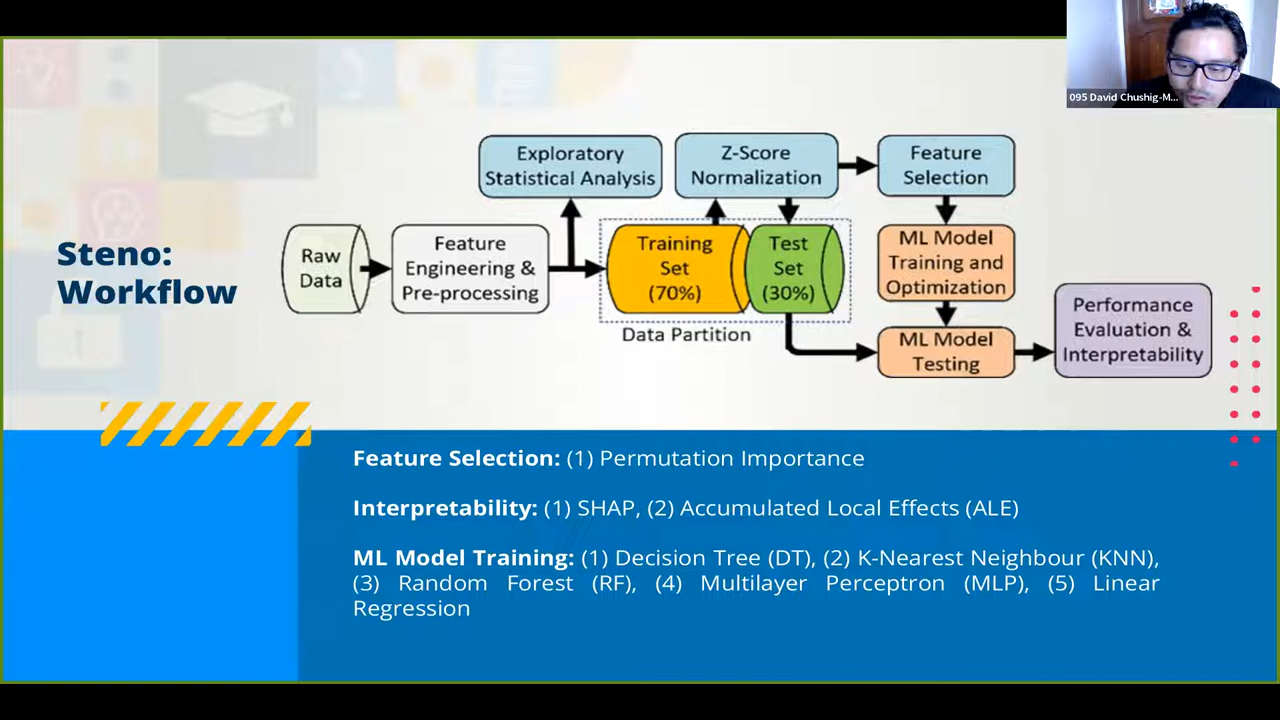 095 David Chushig-M...
Steno:
Workflow
Raw
Data
Feature
Engineering &
Pre-processing
Exploratory
Statistical Analysis
Training
Set
(70%)
Test
Set
(30%)
Data Partition
Z-Score
Normalization
Feature
Selection
ML Model
Training and
Optimization
ML Model
Testing
Performance
Evaluation &
Interpretability
Feature Selection: (1) Permutation Importance
Interpretability: (1) SHAP, (2) Accumulated Local Effects (ALE)
ML Model Training: (1) Decision Tree (DT), (2) K-Nearest Neighbour (KNN),
(3) Random Forest (RF), (4) Multilayer Perceptron (MLP), (5) Linear
Regression